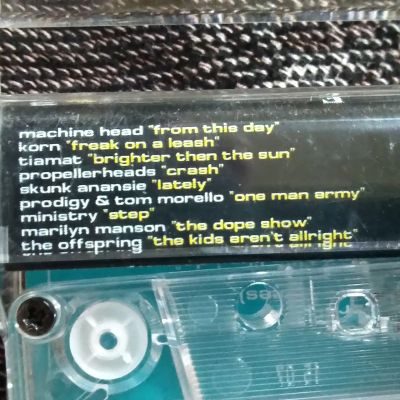 machine head "from this day"
korn "freak on a leash"
tiamat "brighter then the sun"
propellerheads "crash"
skunk anansie "lately"
prodigy & tom morello "one man army"
ministry "step"
marilyn manson "the dope show"
the offspring "the kids aren't allright"